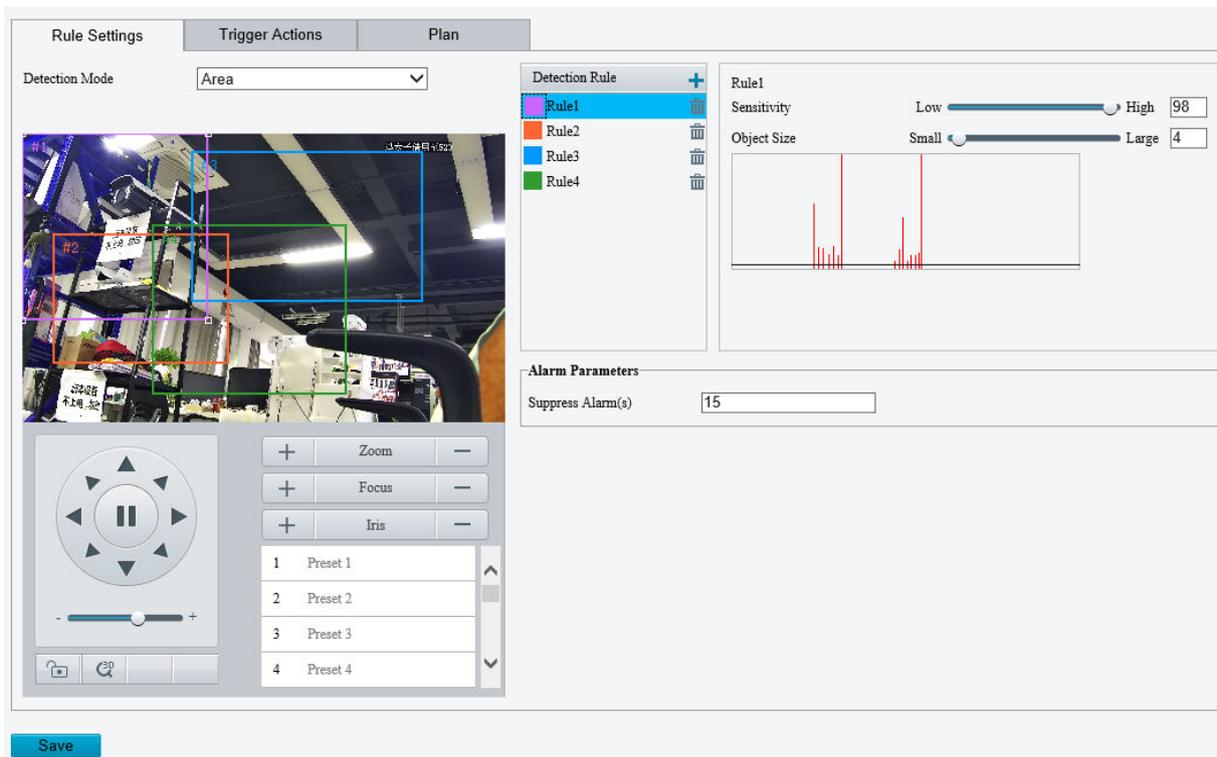 Rule Settings
Trigger Actions
Plan
Detection Mode
Area
Detection Rule
Rule1
Rule2
Rule3
Rule4
Rule1
Sensitivity
Low
High
98
Object Size
Small
Large
4
#1
#2
Alarm Parameters
Suppress Alarm(s)
15
Zoom
Focus
Iris
1 Preset 1
2 Preset 2
3 Preset 3
4 Preset 4
3D
Save